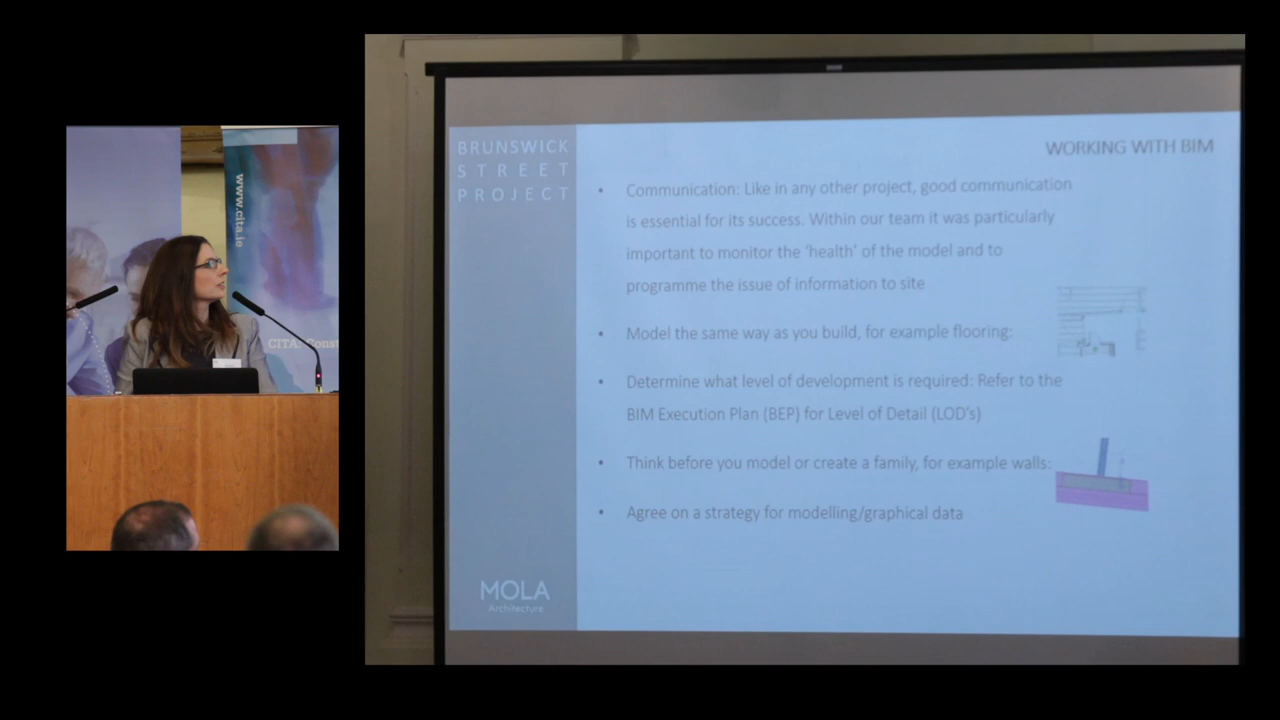 www.cita.ie
CITA: Const
BRUNSWICK
STREET
PROJECT
WORKING WITH BIM
• Communication: Like in any other project, good communication
is essential for its success. Within our team it was particularly
important to monitor the 'health' of the model and to
programme the issue of information to site
• Model the same way as you build, for example flooring:
• Determine what level of development is required: Refer to the
BIM Execution Plan (BEP) for Level of Detail (LOD's)
• Think before you model or create a family, for example walls:
• Agree on a strategy for modelling/graphical data
MOLA
Architecture